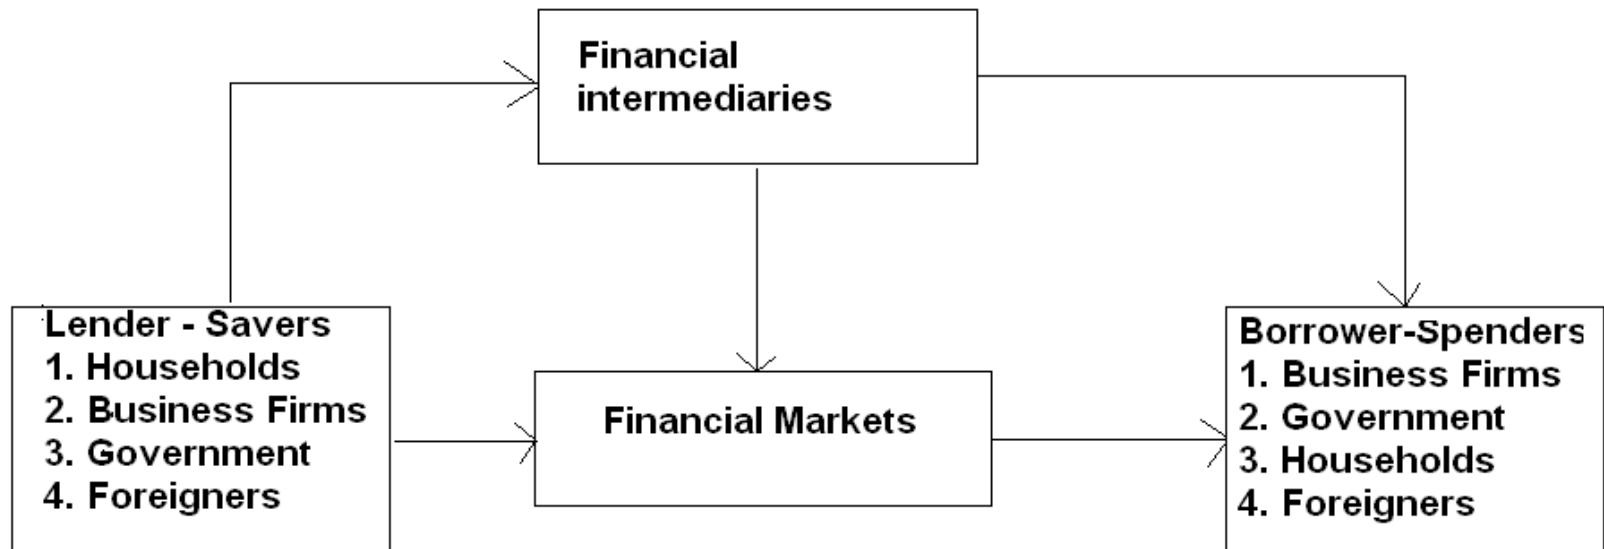 Financial
intermediaries
Lender - Savers
1. Households
2. Business Firms
3. Government
4. Foreigners
Financial Markets
Borrower-Spenders
1. Business Firms
2. Government
3. Households
4. Foreigners